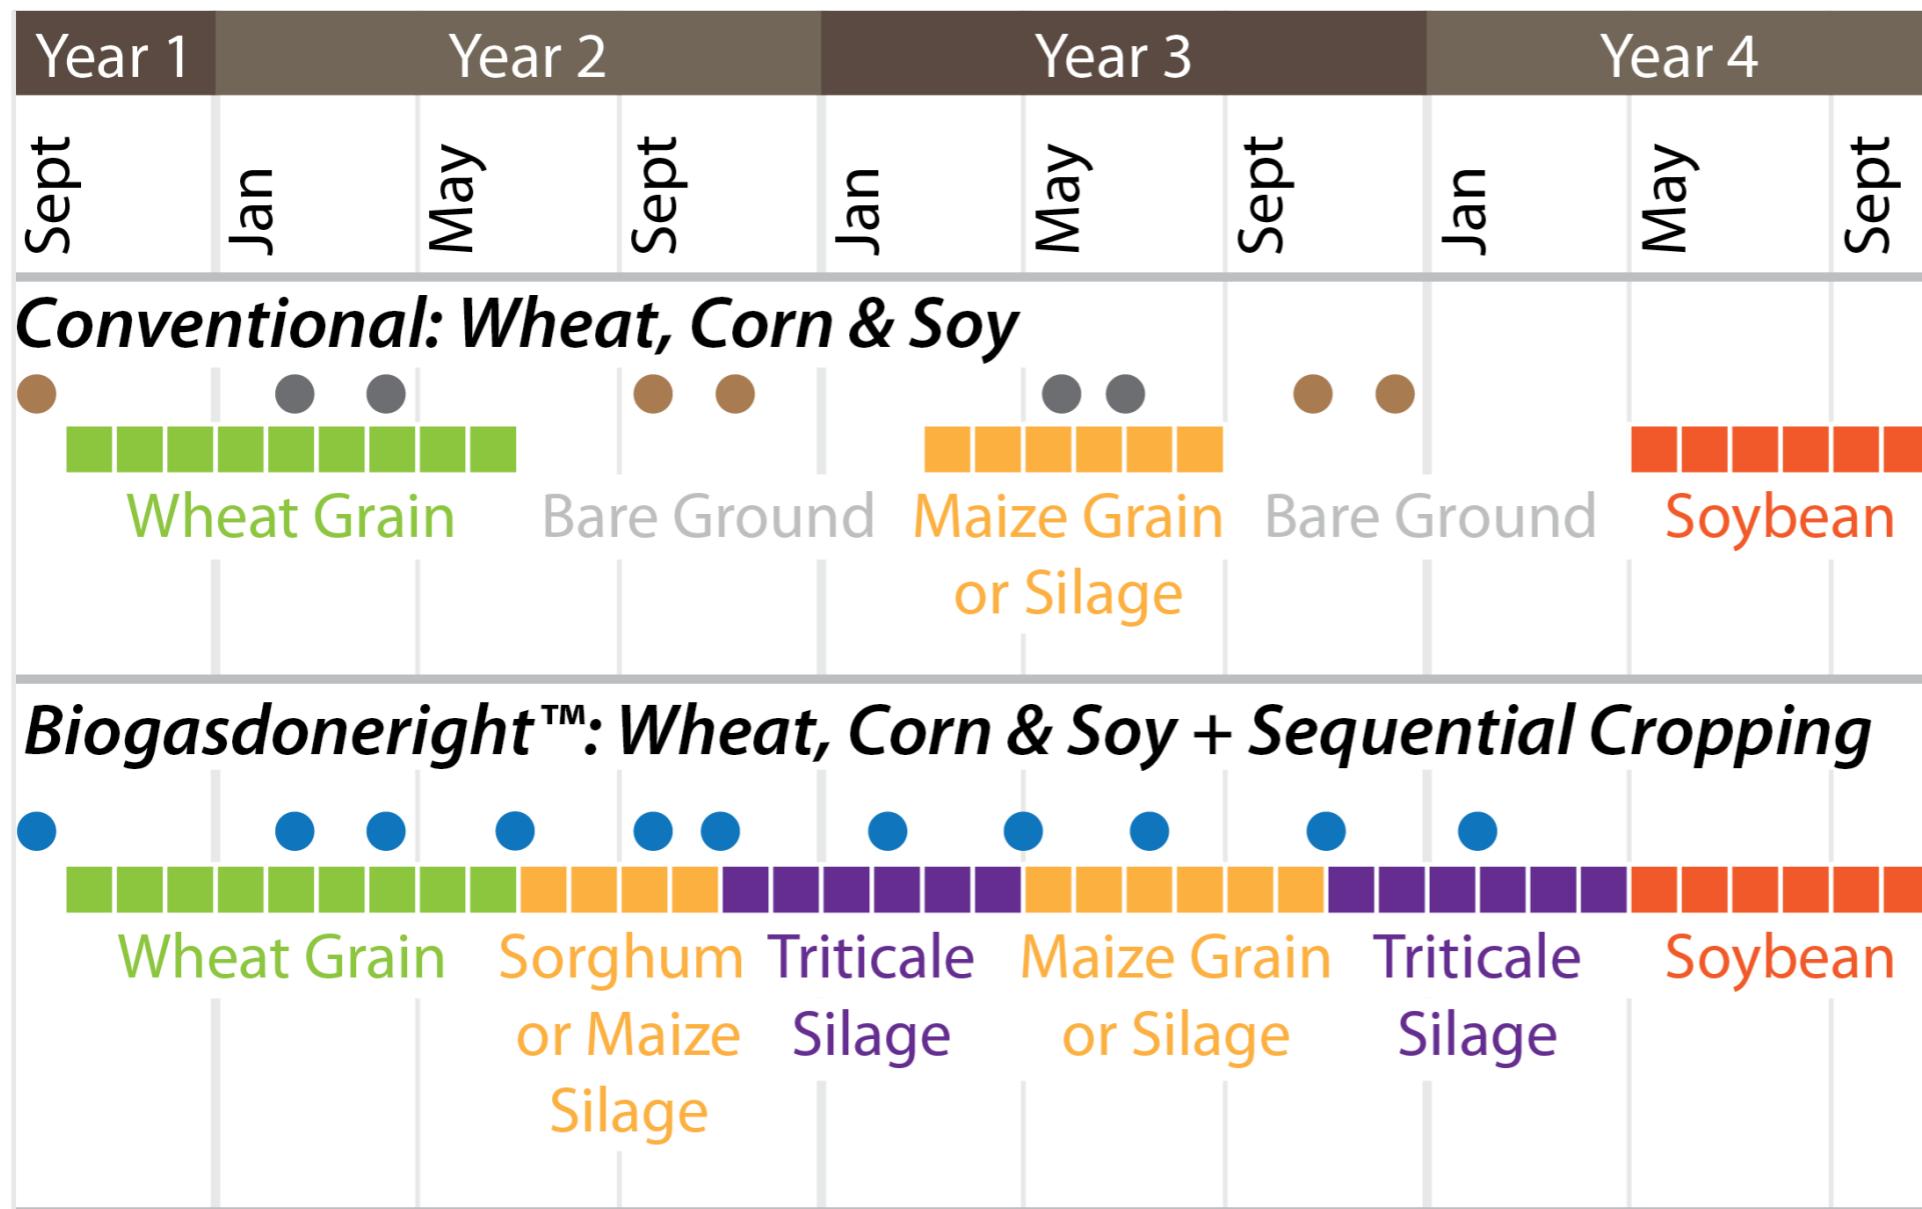 Year 1 Year 2 Year 3 Year 4
Sept Jan May Sept Jan May Sept Jan May Sept
Conventional: Wheat, Corn & Soy
Wheat Grain Bare Ground Maize Grain Bare Ground Soybean
or Silage
Biogasdoneright™: Wheat, Corn & Soy + Sequential Cropping
Wheat Grain Sorghum Triticale Maize Grain Triticale Soybean
or Maize Silage or Silage Silage
Silage